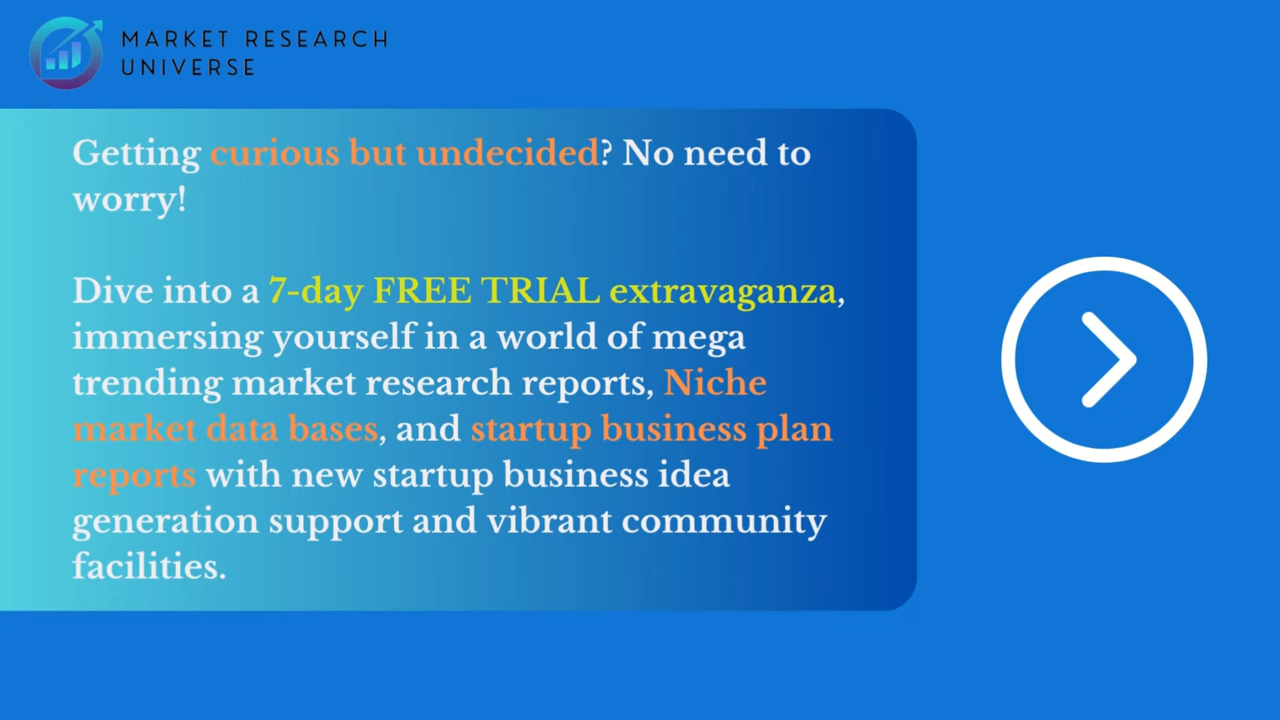 MARKET RESEARCH
UNIVERSE
Getting curious but undecided? No need to
worry!
Dive into a 7-day FREE TRIAL extravaganza,
immersing yourself in a world of mega
trending market research reports, Niche
market data bases, and startup business plan
reports with new startup business idea
generation support and vibrant community
facilities.